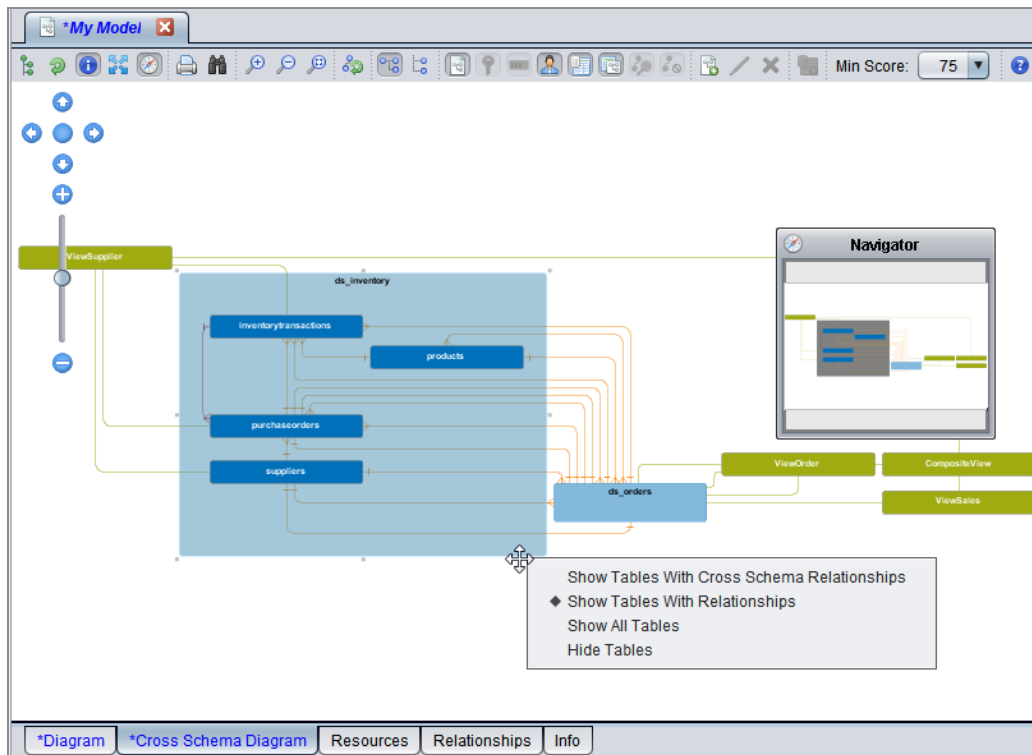 *My Model
Min Score: 75
Navigator
ViewSupplier
ds_inventory
inventorytransactions
products
purchaseorders
suppliers
ds_orders
ViewOrder
CompositeView
ViewSales
Show Tables With Cross Schema Relationships
Show Tables With Relationships
Show All Tables
Hide Tables
*Diagram
*Cross Schema Diagram
Resources
Relationships
Info